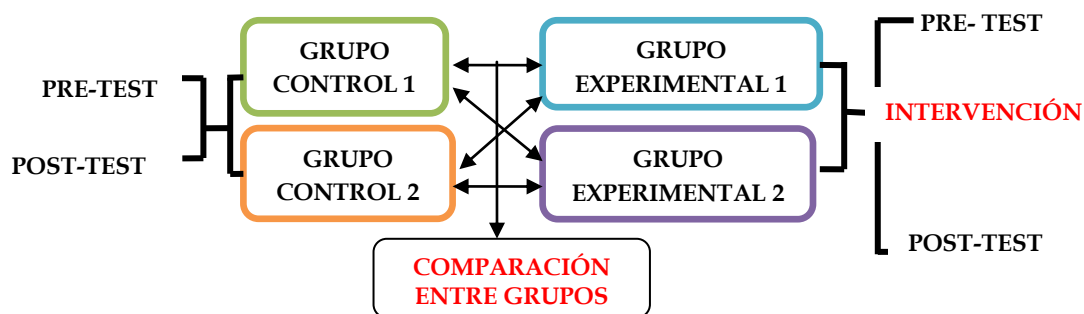 PRE-TEST
POST-TEST
GRUPO
CONTROL 1
GRUPO
CONTROL 2
GRUPO
EXPERIMENTAL 1
GRUPO
EXPERIMENTAL 2
PRE- TEST
INTERVENCIÓN
POST-TEST
COMPARACIÓN
ENTRE GRUPOS